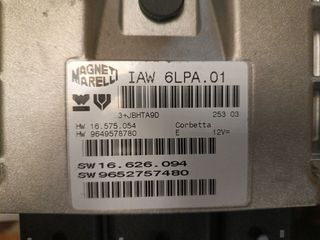 MAGNETI
MARELLI
IAW 6LPA.01
3+JBHTA9D 253 03
HW 16.575.054 Corbetta
HW 9649578780 E 12V=
SW16.626.094
SW9652757480